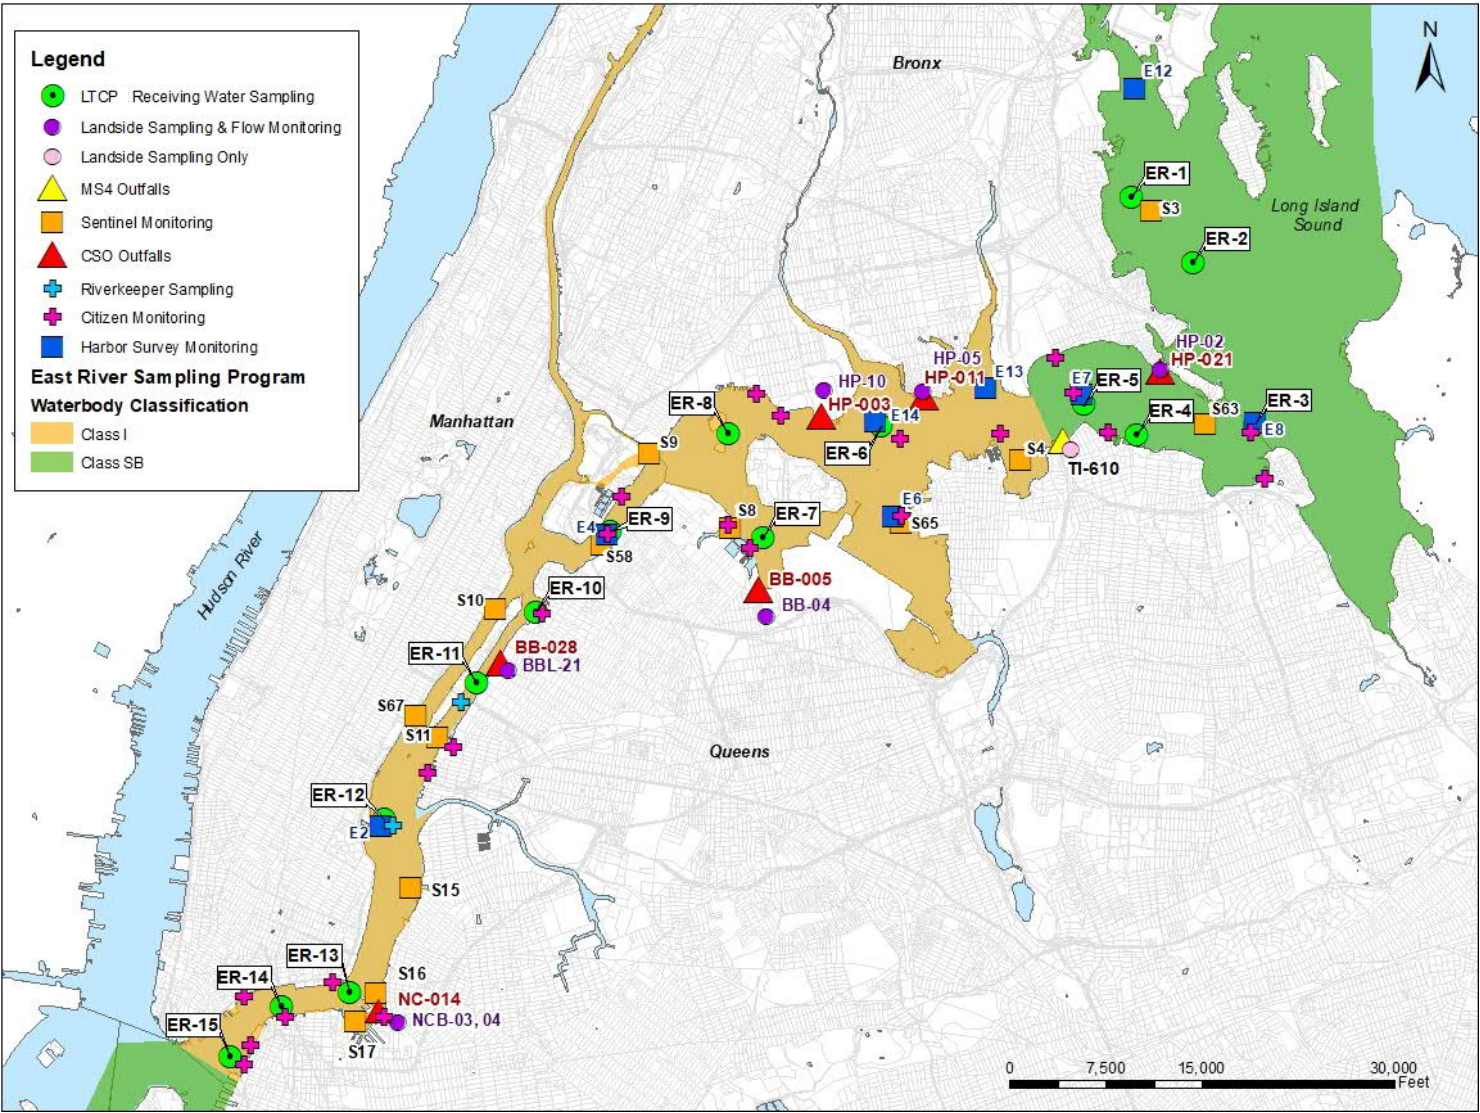 Legend
LTCP Receiving Water Sampling
Landside Sampling & Flow Monitoring
Landside Sampling Only
MS4 Outfalls
Sentinel Monitoring
CSO Outfalls
Riverkeeper Sampling
Citizen Monitoring
Harbor Survey Monitoring
East River Sampling Program
Waterbody Classification
Class I
Class SB
N
Bronx
E12
ER-1
S3
Long Island
Sound
ER-2
HP-02
HP-021
HP-05
HP-011
E13
E7
ER-5
HP-10
HP-003
ER-8
E14
ER-6
ER-4
S63
ER-3
E8
Manhattan
S9
S4
TI-610
E6
S65
S8
ER-7
E4
ER-9
S58
Hudson River
BB-005
BB-04
S10
ER-10
BB-028
BBL-21
ER-11
S67
S11
Queens
ER-12
E2
S15
ER-13
S16
ER-14
NC-014
NCB-03, 04
ER-15
S17
0 7,500 15,000 30,000
Feet